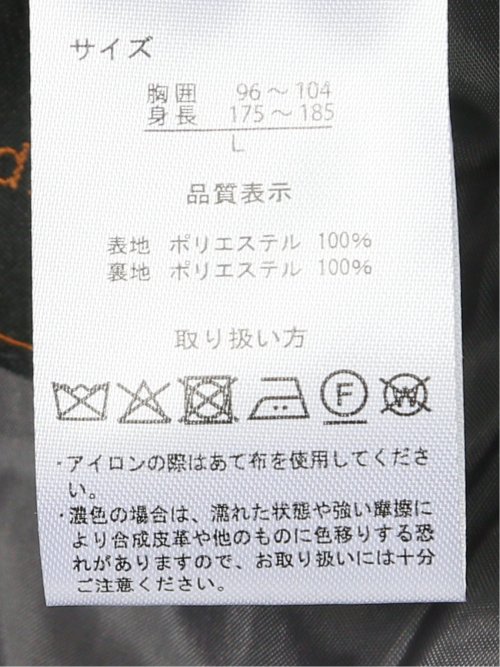 サイズ
胸囲 96～104
身長 175～185
L
品質表示
表地 ポリエステル 100%
裏地 ポリエステル 100%
取り扱い方
F W
・アイロンの際はあて布を使用してくださ
い。
・濃色の場合は、濡れた状態や強い摩擦に
より合成皮革や他のものに色移りする恐
れがありますので、お取り扱いには十分
ご注意ください。